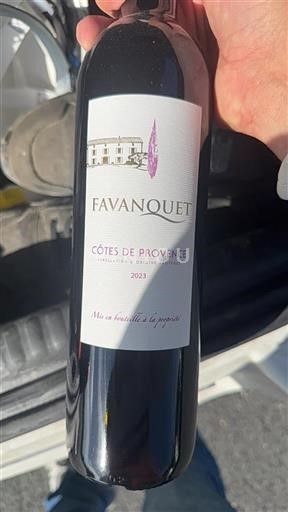 FAVANQUET
CÔTES DE PROVENCE
APPELLATION D'ORIGINE PROTÉGÉE
2023
Mis en bouteille à la propriété